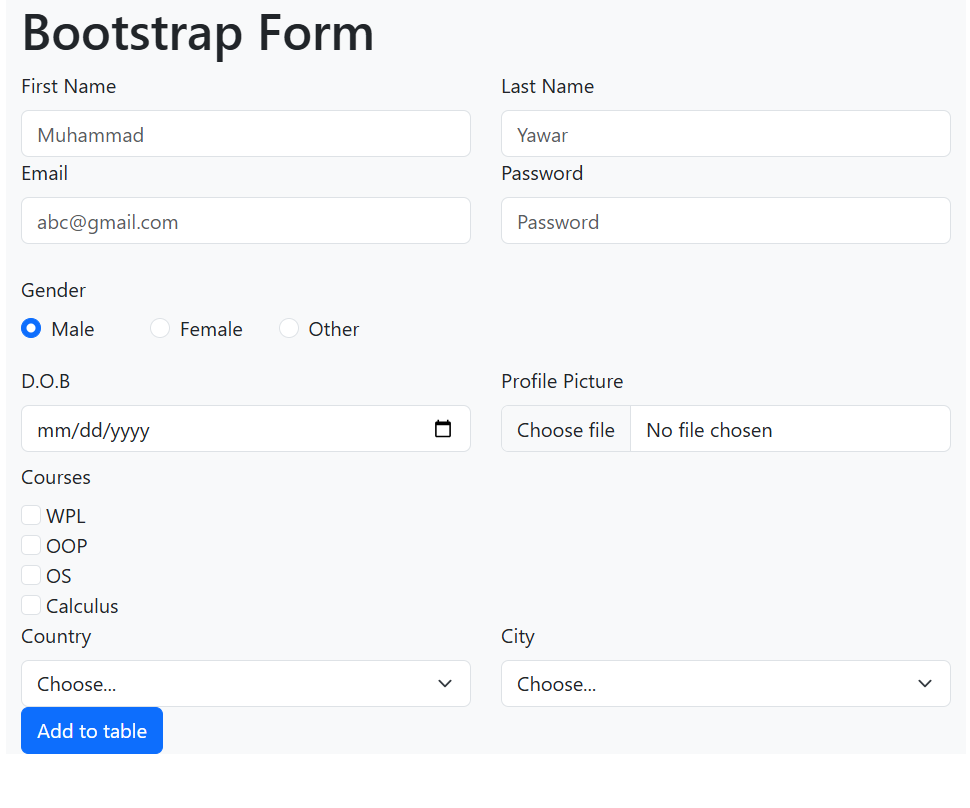 Bootstrap Form
First Name Last Name
Muhammad Yawar
Email Password
abc@gmail.com Password
Gender
Male Female Other
D.O.B Profile Picture
mm/dd/yyyy Choose file No file chosen
Courses
WPL
OOP
OS
Calculus
Country City
Choose... Choose...
Add to table